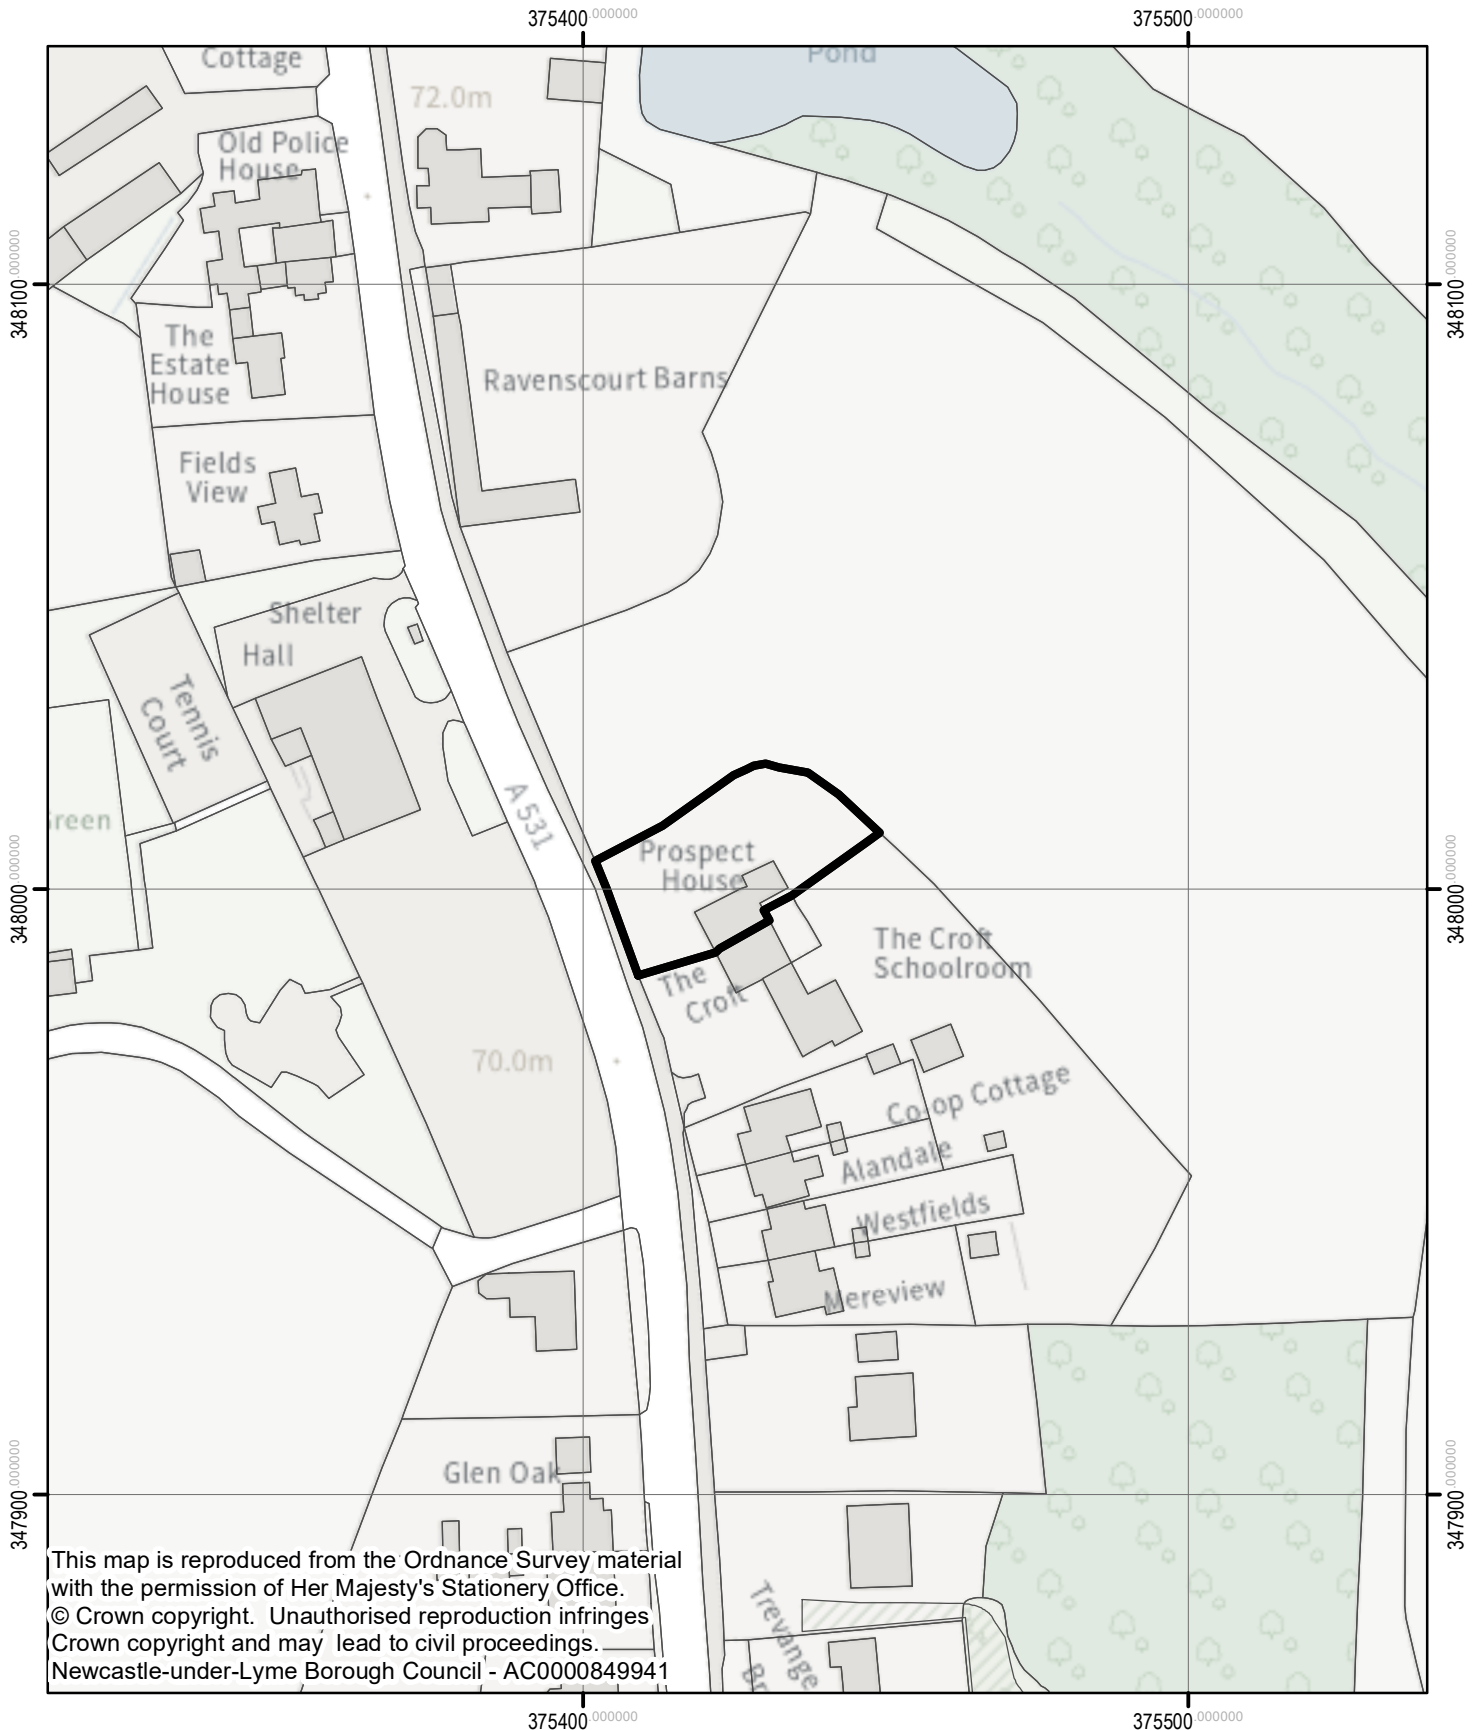 375400.000000
375500.000000
Cottage
Pond
72.0m
Old Police
House
348100.000000
348100.000000
The
Estate
House
Ravenscourt Barns
Fields
View
Shelter
Hall
Tennis
Court
A 531
Green
Prospect
House
348000.000000
348000.000000
The Croft
Schoolroom
The
Croft
70.0m
Co-op Cottage
Alandale
Westfields
Mereview
Glen Oak
347900.000000
347900.000000
This map is reproduced from the Ordnance Survey material
with the permission of Her Majesty's Stationery Office.
© Crown copyright. Unauthorised reproduction infringes
Crown copyright and may lead to civil proceedings.
Newcastle-under-Lyme Borough Council - AC0000849941
Trevange
Br
375400.000000
375500.000000